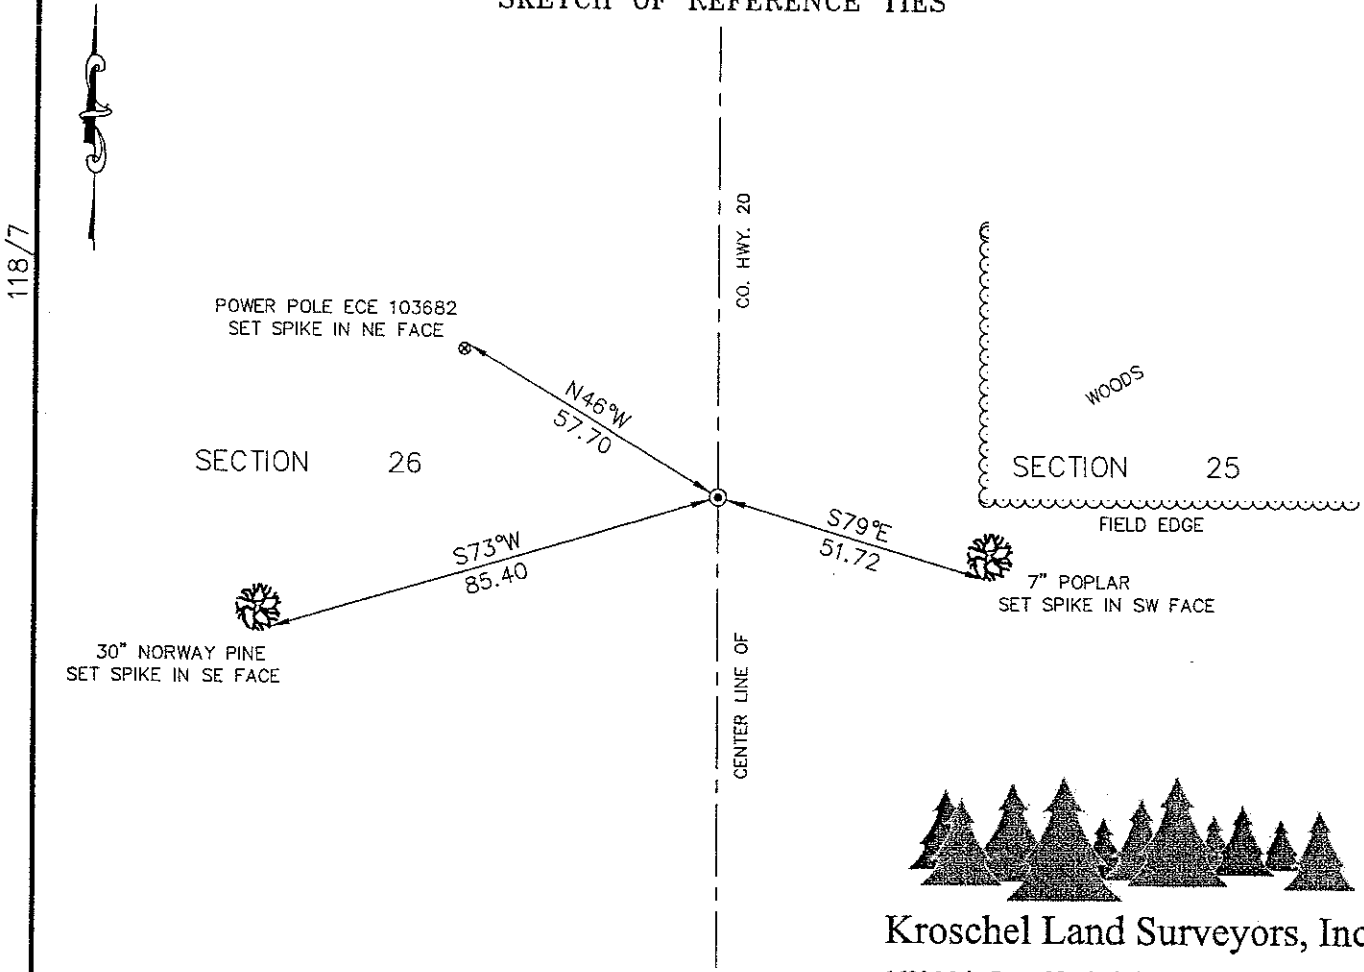 SKETCH OF REFERENCE TIES
118/7
CO. HWY. 20
POWER POLE ECE 103682
SET SPIKE IN NE FACE
N46°W
57.70
WOODS
SECTION 26
SECTION 25
FIELD EDGE
S79°E
51.72
S73°W
85.40
7" POPLAR
SET SPIKE IN SW FACE
30" NORWAY PINE
SET SPIKE IN SE FACE
CENTER LINE OF
Kroschel Land Surveyors, Inc